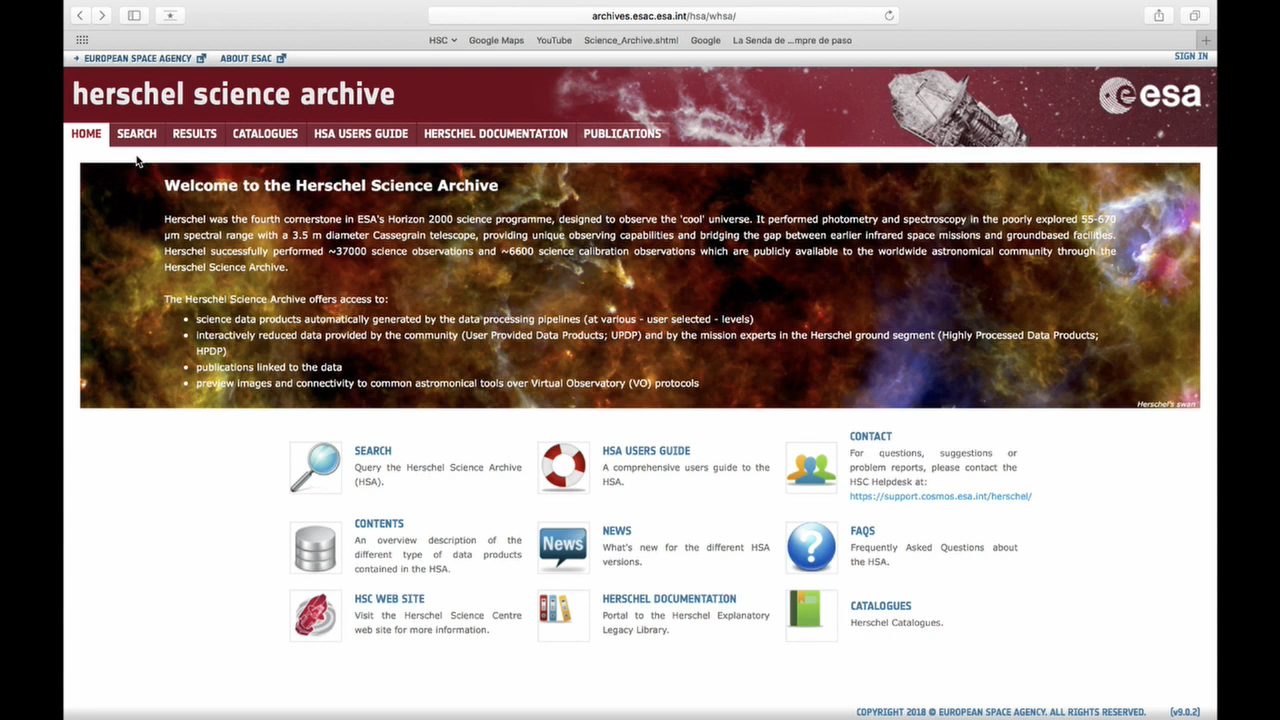 archives.esac.esa.int/hsa/whsa/
HSC Google Maps YouTube Science_Archive.shtml Google La Senda de ...mpre de paso
EUROPEAN SPACE AGENCY ABOUT ESAC SIGN IN
herschel science archive
esa
HOME SEARCH RESULTS CATALOGUES HSA USERS GUIDE HERSCHEL DOCUMENTATION PUBLICATIONS
Welcome to the Herschel Science Archive
Herschel was the fourth cornerstone in ESA's Horizon 2000 science programme, designed to observe the 'cool' universe. It performed photometry and spectroscopy in the poorly explored 55-670
µm spectral range with a 3.5 m diameter Cassegrain telescope, providing unique observing capabilities and bridging the gap between earlier infrared space missions and groundbased facilities.
Herschel successfully performed ~37000 science observations and ~6600 science calibration observations which are publicly available to the worldwide astronomical community through the
Herschel Science Archive.
The Herschel Science Archive offers access to:
• science data products automatically generated by the data processing pipelines (at various - user selected - levels)
• interactively reduced data provided by the community (User Provided Data Products; UPDP) and by the mission experts in the Herschel ground segment (Highly Processed Data Products;
HPDP)
• publications linked to the data
• preview images and connectivity to common astromonical tools over Virtual Observatory (VO) protocols
Herschel's swan
SEARCH
Query the Herschel Science Archive
(HSA).
HSA USERS GUIDE
A comprehensive users guide to the
HSA.
CONTACT
For questions, suggestions or
problem reports, please contact the
HSC Helpdesk at:
https://support.cosmos.esa.int/herschel/
CONTENTS
An overview description of the
different type of data products
contained in the HSA.
News
NEWS
What's new for the different HSA
versions.
?
FAQS
Frequently Asked Questions about
the HSA.
HSC WEB SITE
Visit the Herschel Science Centre
web site for more information.
HERSCHEL DOCUMENTATION
Portal to the Herschel Explanatory
Legacy Library.
CATALOGUES
Herschel Catalogues.
COPYRIGHT 2018 © EUROPEAN SPACE AGENCY. ALL RIGHTS RESERVED. (v9.0.2)